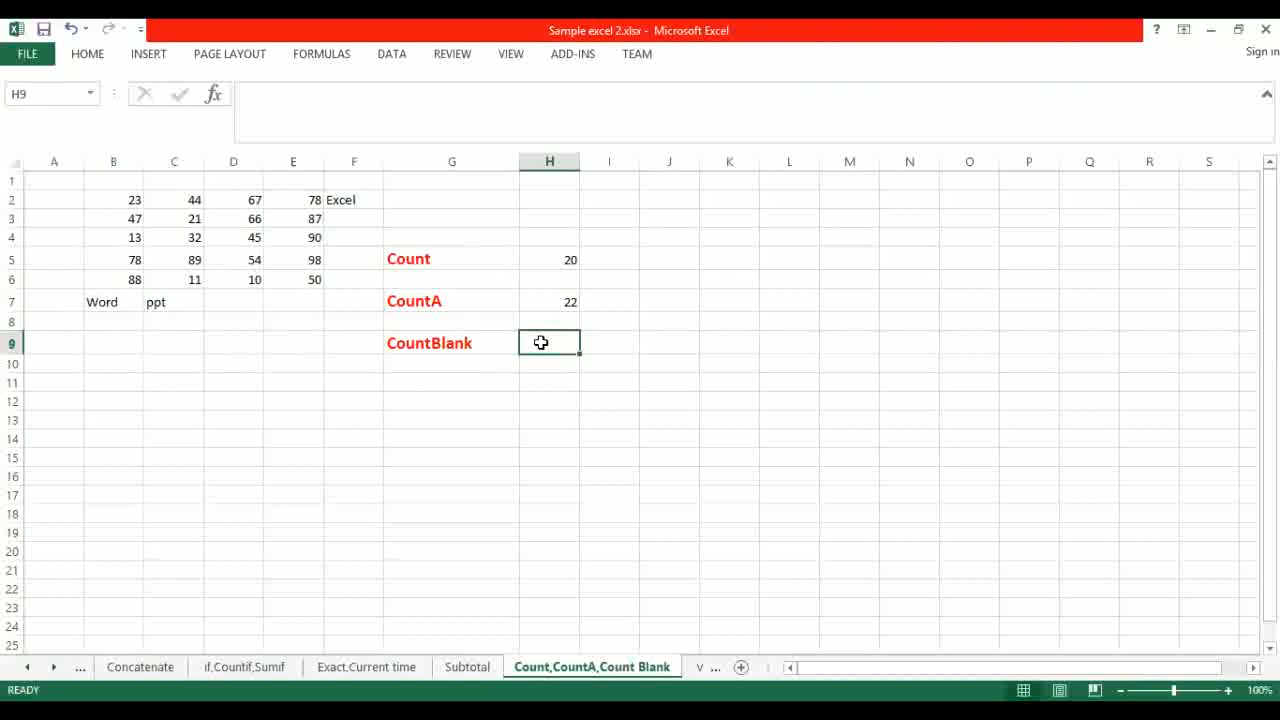 Sample excel 2.xlsx - Microsoft Excel
?
FILE HOME INSERT PAGE LAYOUT FORMULAS DATA REVIEW VIEW ADD-INS TEAM Sign in
H9 fx
A B C D E F G H I J K L M N O P Q R S
1
2 23 44 67 78 Excel
3 47 21 66 87
4 13 32 45 90
5 78 89 54 98 Count 20
6 88 11 10 50
7 Word ppt CountA 22
8
9 CountBlank
10
11
12
13
14
15
16
17
18
19
20
21
22
23
24
25
... Concatenate if,Countif,Sumif Exact,Current time Subtotal Count,CountA,Count Blank v ...
READY 100%